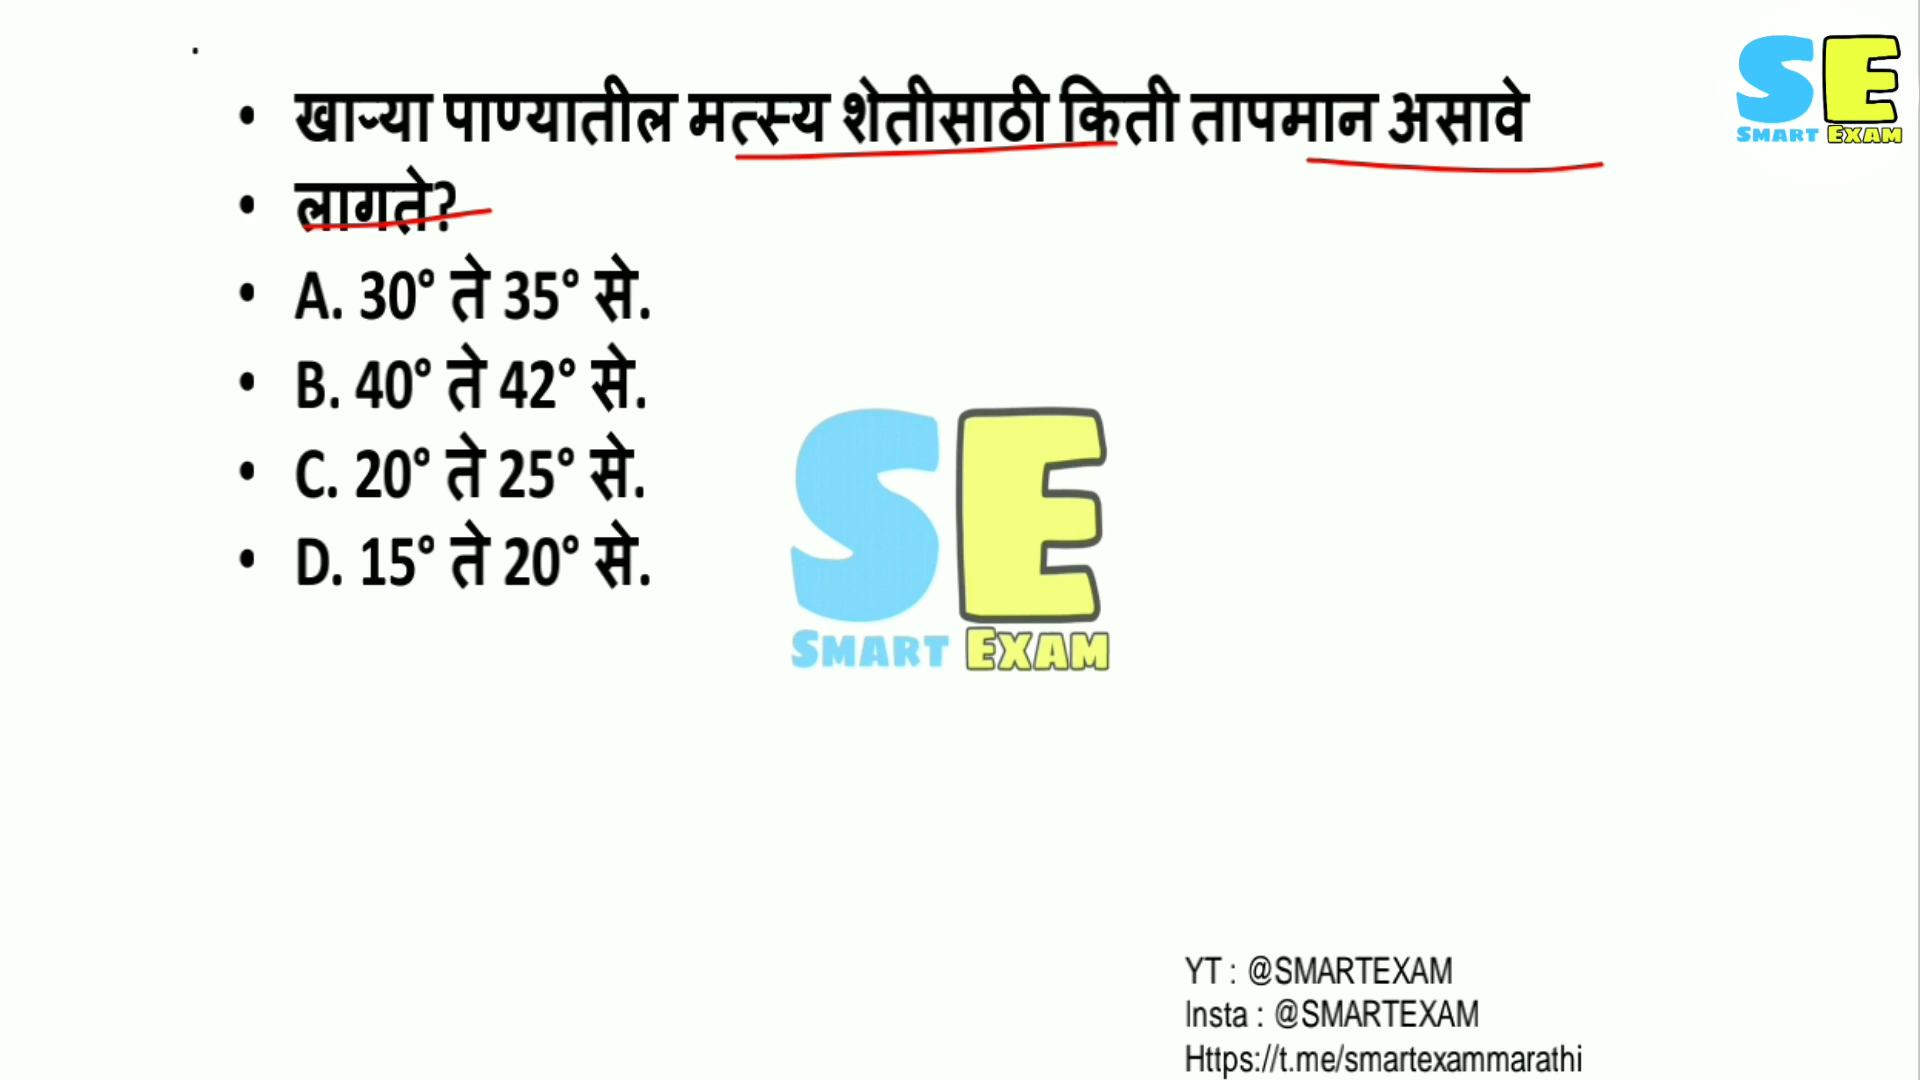 SE
SMART EXAM
• खाऱ्या पाण्यातील मत्स्य शेतीसाठी किती तापमान असावे
• लागते?
• A. 30° ते 35° से.
• B. 40° ते 42° से.
• C. 20° ते 25° से.
• D. 15° ते 20° से.
SE
SMART EXAM
YT : @SMARTEXAM
Insta : @SMARTEXAM
Https://t.me/smartexammarathi